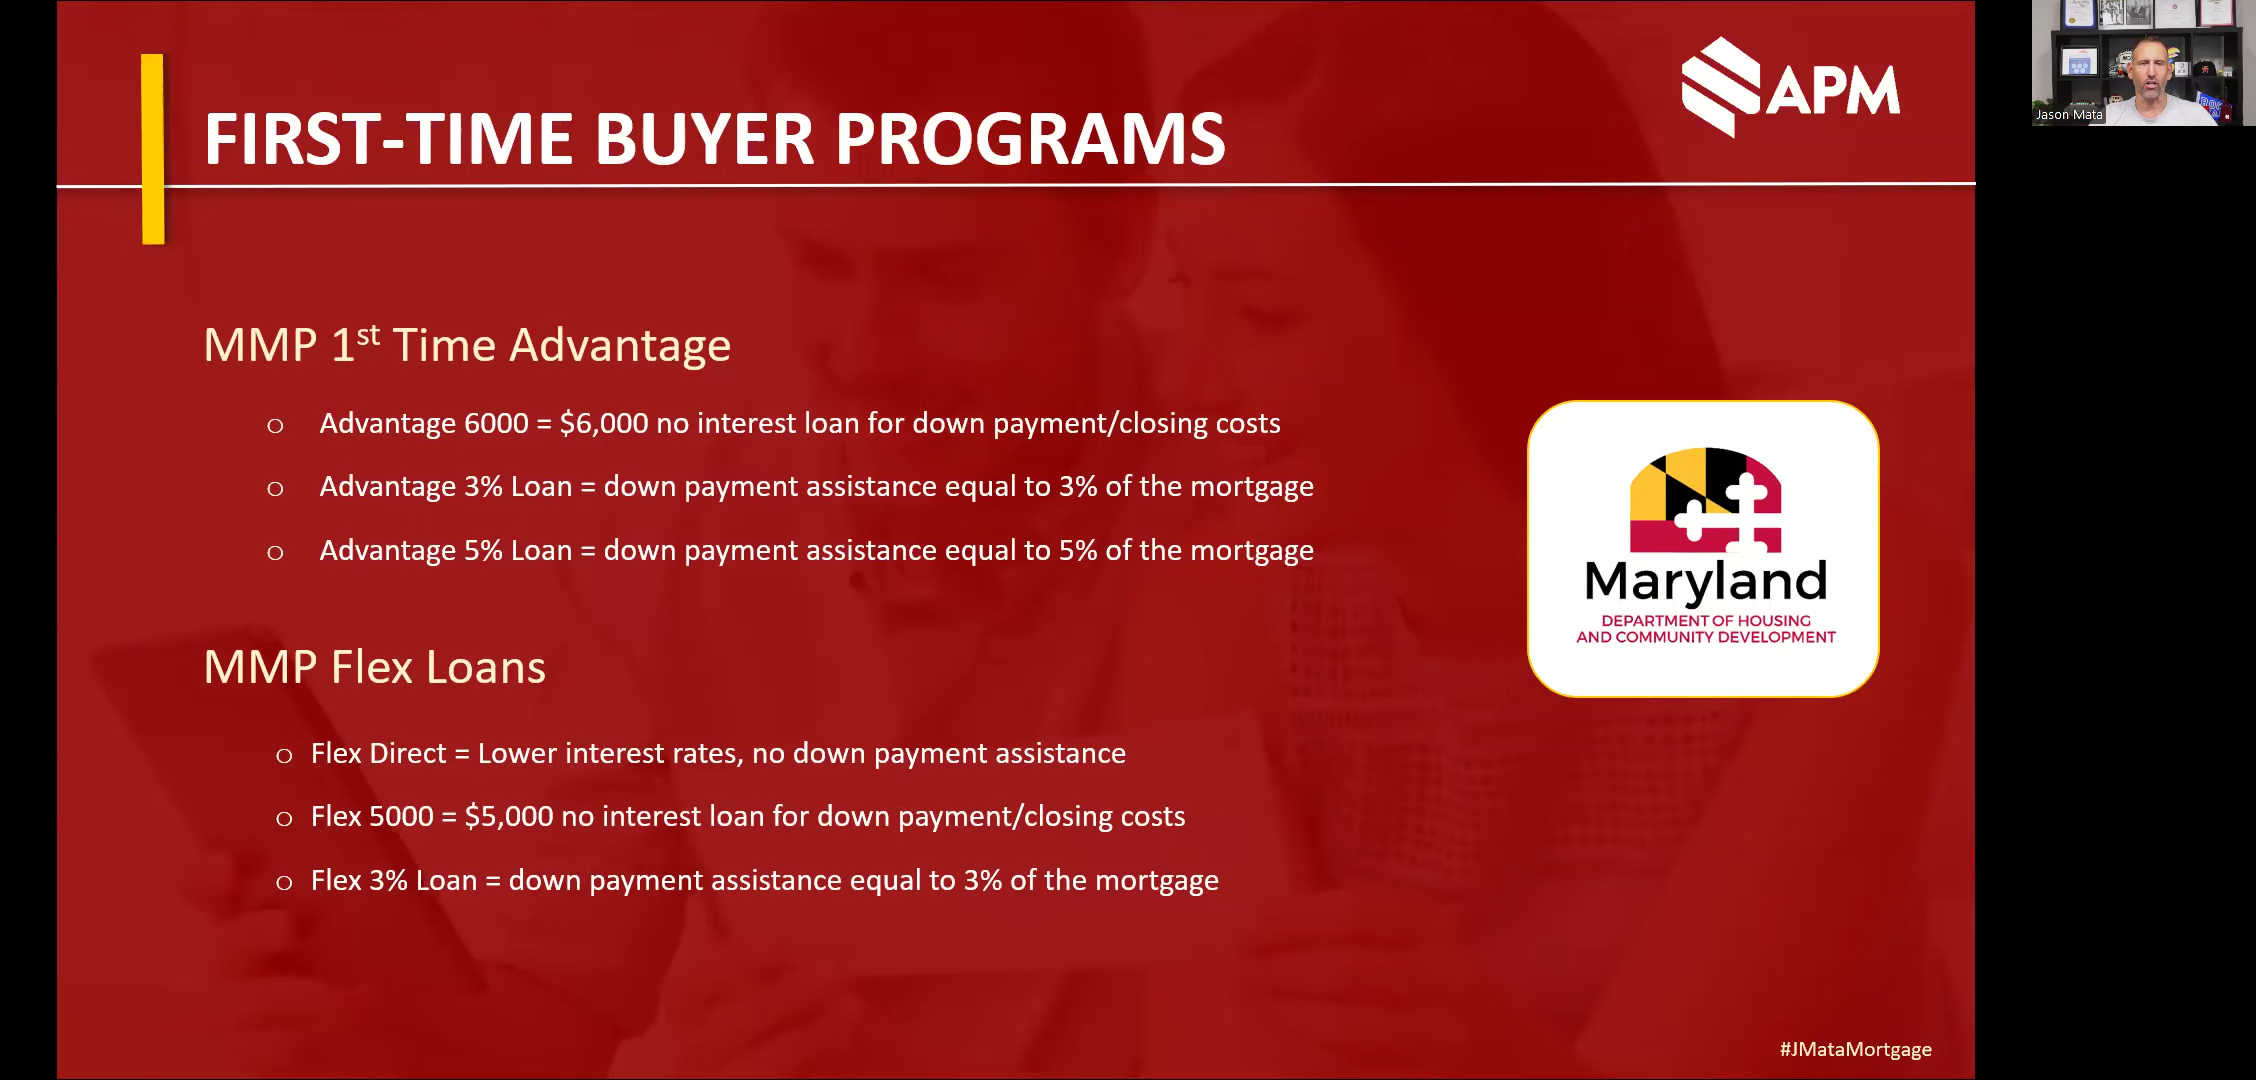 FIRST-TIME BUYER PROGRAMS
APM
Jason Mata
MMP 1st Time Advantage
o Advantage 6000 = $6,000 no interest loan for down payment/closing costs
o Advantage 3% Loan = down payment assistance equal to 3% of the mortgage
o Advantage 5% Loan = down payment assistance equal to 5% of the mortgage
Maryland
DEPARTMENT OF HOUSING
AND COMMUNITY DEVELOPMENT
MMP Flex Loans
o Flex Direct = Lower interest rates, no down payment assistance
o Flex 5000 = $5,000 no interest loan for down payment/closing costs
o Flex 3% Loan = down payment assistance equal to 3% of the mortgage
#JMataMortgage